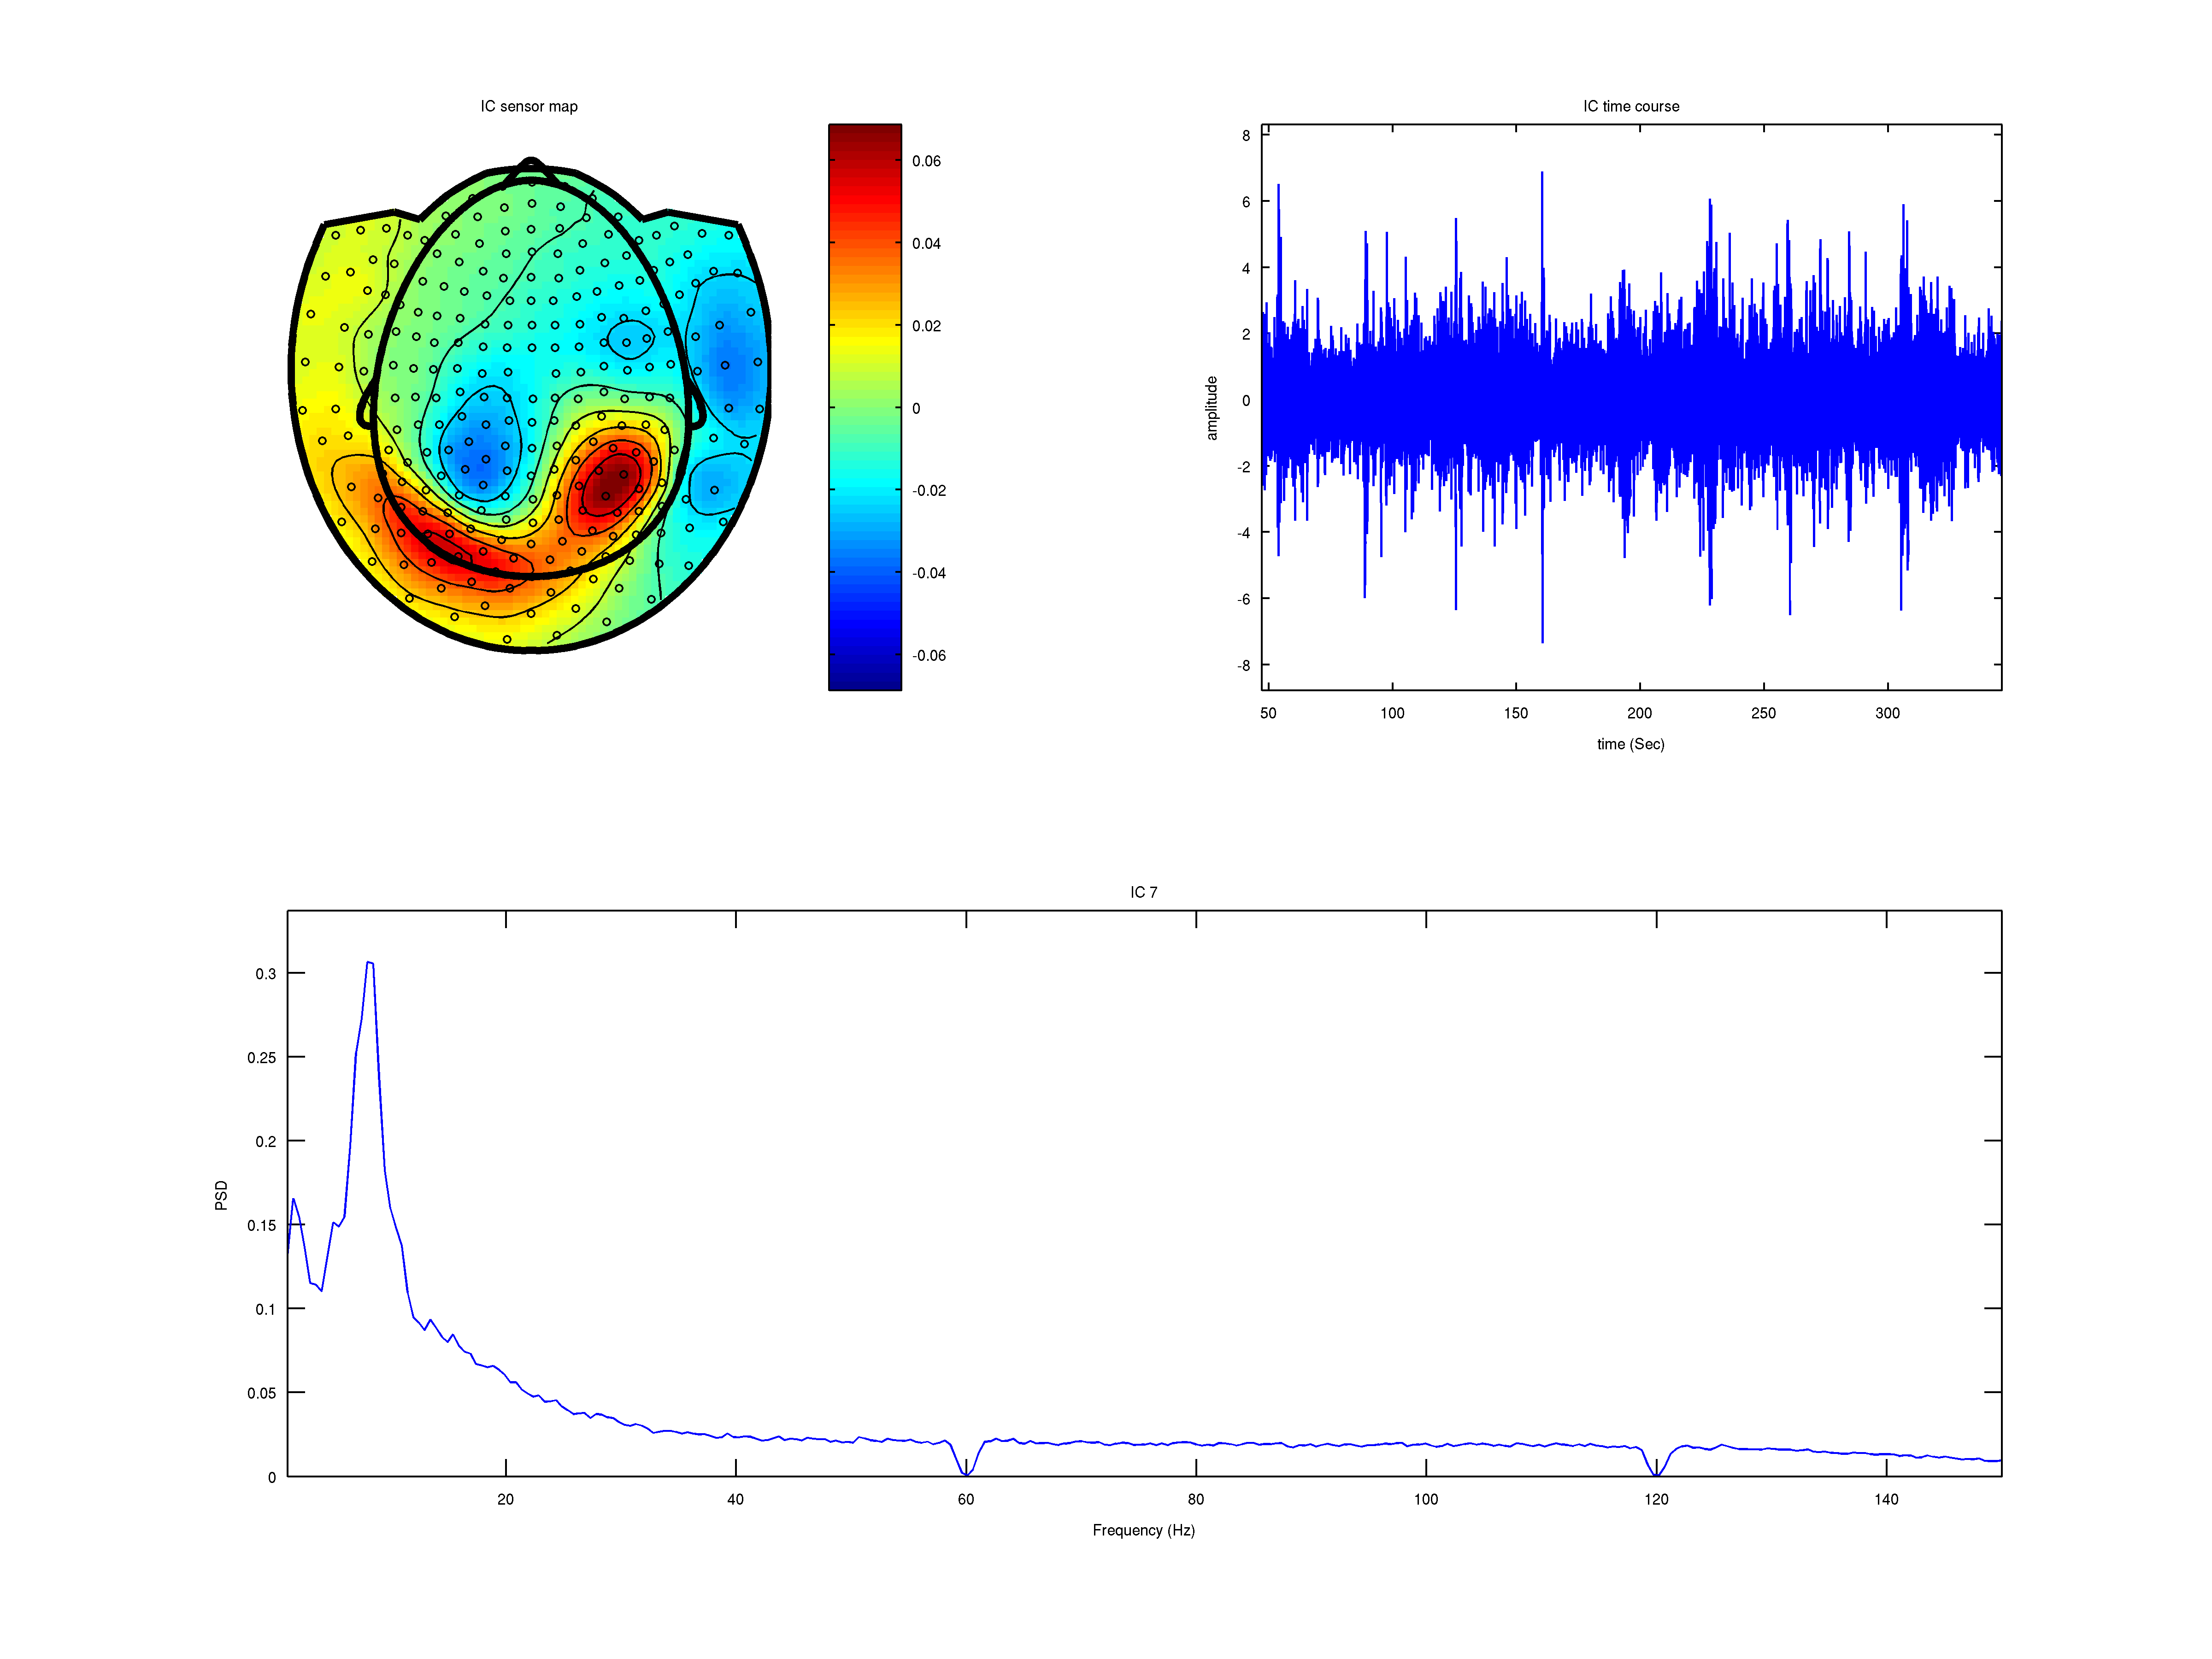 IC sensor map
0.06
0.04
0.02
0
-0.02
-0.04
-0.06
IC time course
8
6
4
2
0
-2
-4
-6
-8
amplitude
50 100 150 200 250 300
time (Sec)
IC 7
0.3
0.25
0.2
0.15
0.1
0.05
0
PSD
20 40 60 80 100 120 140
Frequency (Hz)